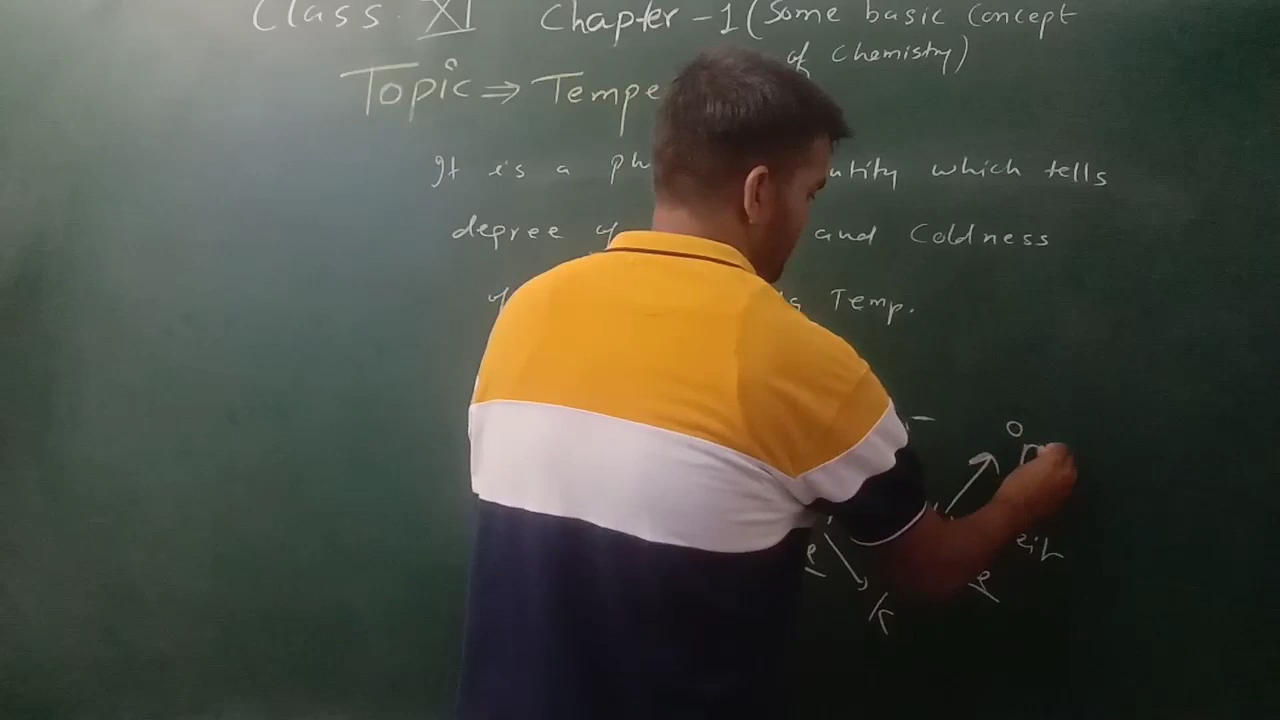 Class XI Chapter-1 (Some basic Concept
of Chemistry)
Topic ⇒ Tempe
It is a ph ntity which tells
degree of and Coldness
of s Temp.
o
K